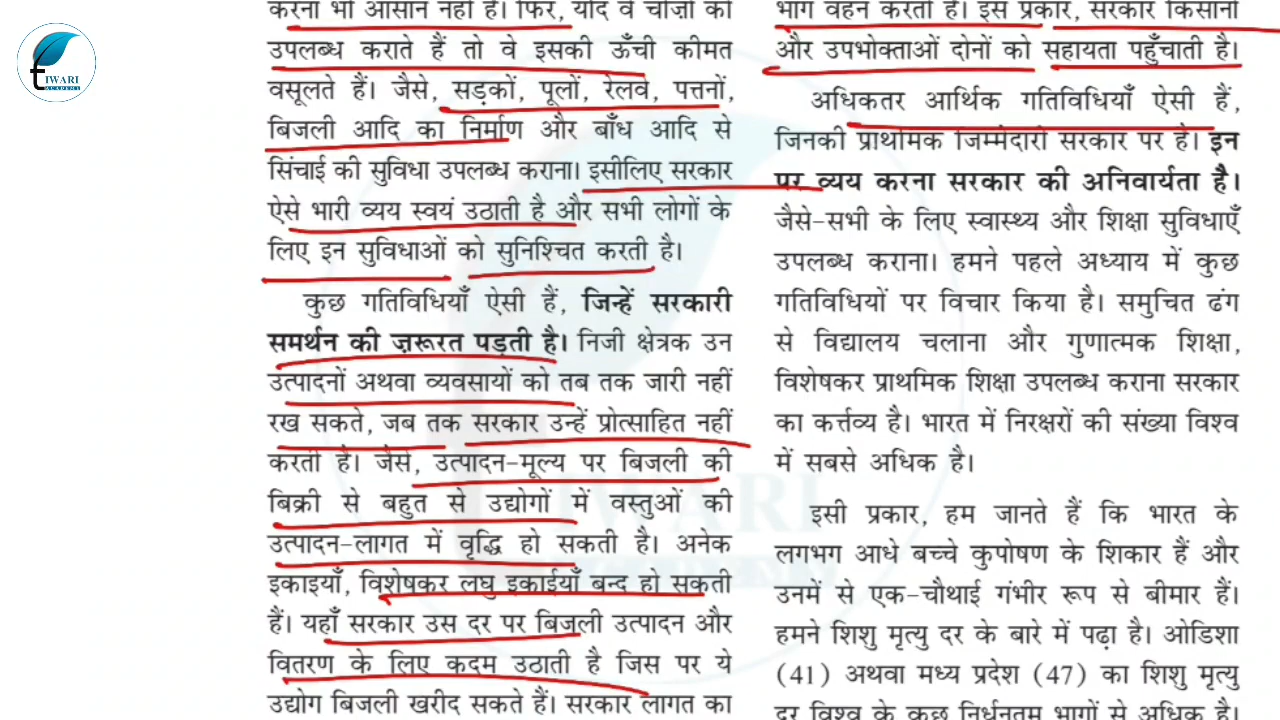 TIWARI
ACADEMY
करना भी आसान नहीं है। फिर, यदि वे चीज़ों को
उपलब्ध कराते हैं तो वे इसकी ऊँची कीमत
वसूलते हैं। जैसे, सड़कों, पूलों, रेलवे, पत्तनों,
बिजली आदि का निर्माण और बाँध आदि से
सिंचाई की सुविधा उपलब्ध कराना। इसीलिए सरकार
ऐसे भारी व्यय स्वयं उठाती है और सभी लोगों के
लिए इन सुविधाओं को सुनिश्चित करती है।
कुछ गतिविधियाँ ऐसी हैं, जिन्हें सरकारी
समर्थन की ज़रूरत पड़ती है। निजी क्षेत्रक उन
उत्पादनों अथवा व्यवसायों को तब तक जारी नहीं
रख सकते, जब तक सरकार उन्हें प्रोत्साहित नहीं
करती है। जैसे, उत्पादन-मूल्य पर बिजली की
बिक्री से बहुत से उद्योगों में वस्तुओं की
उत्पादन-लागत में वृद्धि हो सकती है। अनेक
इकाइयाँ, विशेषकर लघु इकाईयाँ बन्द हो सकती
हैं। यहाँ सरकार उस दर पर बिजली उत्पादन और
वितरण के लिए कदम उठाती है जिस पर ये
उद्योग बिजली खरीद सकते हैं। सरकार लागत का
भाग वहन करती है। इस प्रकार, सरकार किसानों
और उपभोक्ताओं दोनों को सहायता पहुँचाती है।
अधिकतर आर्थिक गतिविधियाँ ऐसी हैं,
जिनकी प्राथमिक जिम्मेदारी सरकार पर है। इन
पर व्यय करना सरकार की अनिवार्यता है।
जैसे-सभी के लिए स्वास्थ्य और शिक्षा सुविधाएँ
उपलब्ध कराना। हमने पहले अध्याय में कुछ
गतिविधियों पर विचार किया है। समुचित ढंग
से विद्यालय चलाना और गुणात्मक शिक्षा,
विशेषकर प्राथमिक शिक्षा उपलब्ध कराना सरकार
का कर्त्तव्य है। भारत में निरक्षरों की संख्या विश्व
में सबसे अधिक है।
इसी प्रकार, हम जानते हैं कि भारत के
लगभग आधे बच्चे कुपोषण के शिकार हैं और
उनमें से एक-चौथाई गंभीर रूप से बीमार हैं।
हमने शिशु मृत्यु दर के बारे में पढ़ा है। ओडिशा
(41) अथवा मध्य प्रदेश (47) का शिशु मृत्यु
दर विश्व के कुछ निर्धनतम भागों से अधिक है।